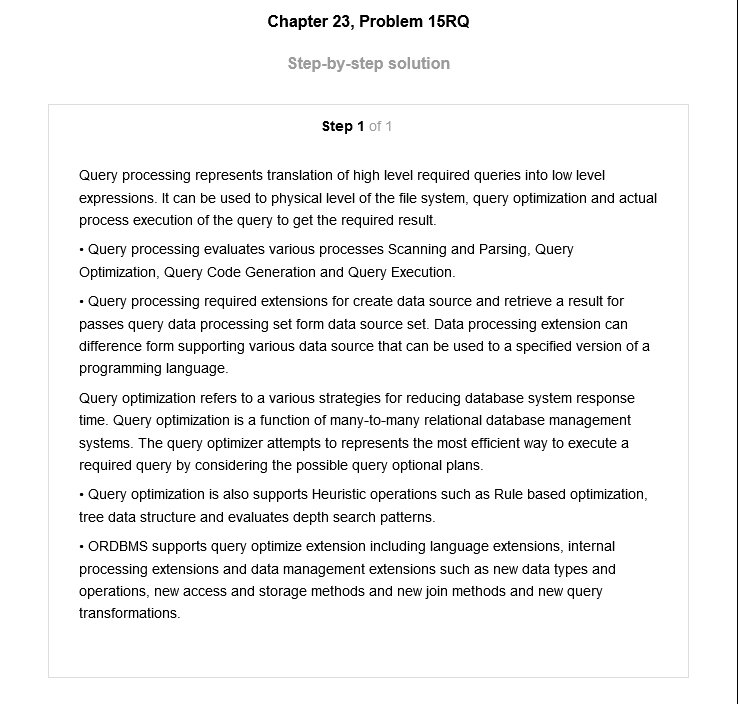 Chapter 23, Problem 15RQ
Step-by-step solution
Step 1 of 1
Query processing represents translation of high level required queries into low level
expressions. It can be used to physical level of the file system, query optimization and actual
process execution of the query to get the required result.
• Query processing evaluates various processes Scanning and Parsing, Query
Optimization, Query Code Generation and Query Execution.
• Query processing required extensions for create data source and retrieve a result for
passes query data processing set form data source set. Data processing extension can
difference form supporting various data source that can be used to a specified version of a
programming language.
Query optimization refers to a various strategies for reducing database system response
time. Query optimization is a function of many-to-many relational database management
systems. The query optimizer attempts to represents the most efficient way to execute a
required query by considering the possible query optional plans.
• Query optimization is also supports Heuristic operations such as Rule based optimization,
tree data structure and evaluates depth search patterns.
• ORDBMS supports query optimize extension including language extensions, internal
processing extensions and data management extensions such as new data types and
operations, new access and storage methods and new join methods and new query
transformations.